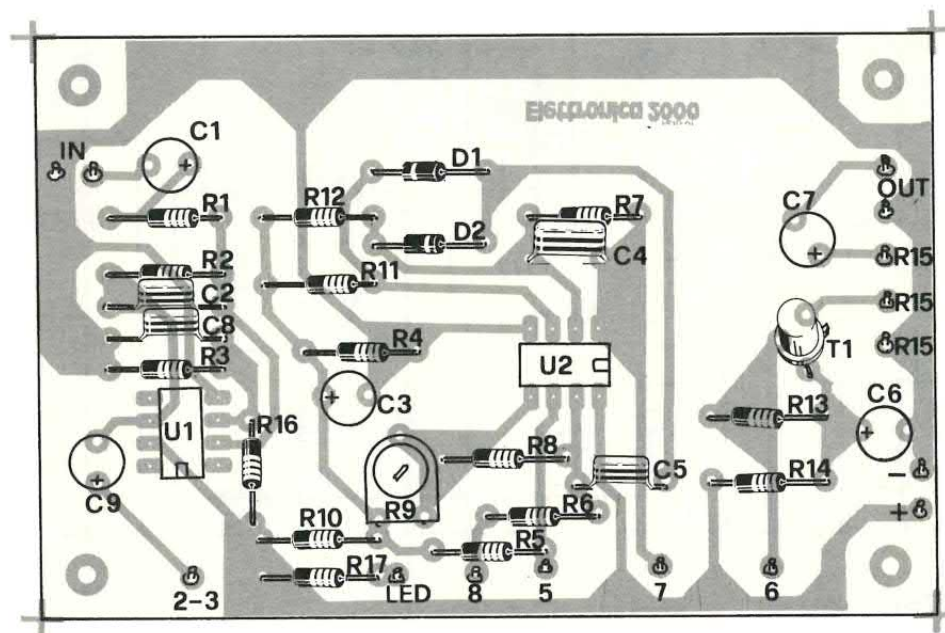 Elettronica 2000
C1
IN
D1
R1
R12
R7
C7
OUT
D2
C4
R15
R2
R11
C2
R15
C8
R4
T1
R15
R3
U2
C3
C6
U1
R16
R13
R8
C5
R14
−
C9
R9
R6
+
R10
R5
R17
2-3
LED
8
5
7
6